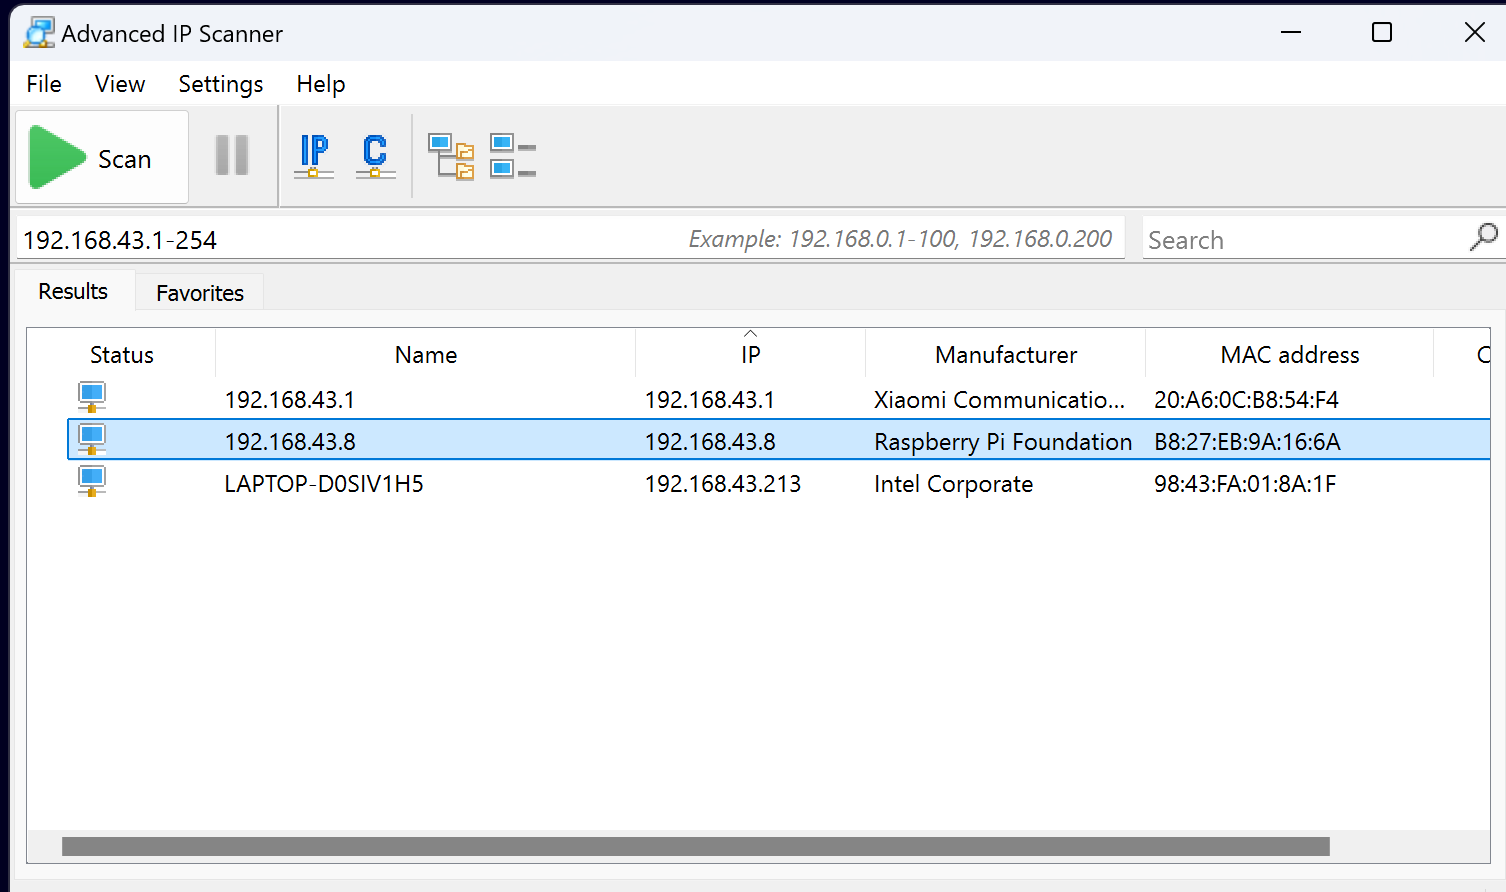 Advanced IP Scanner
File View Settings Help
Scan IP C
192.168.43.1-254 Example: 192.168.0.1-100, 192.168.0.200 Search
Results Favorites
Status Name IP Manufacturer MAC address C
192.168.43.1 192.168.43.1 Xiaomi Communicatio... 20:A6:0C:B8:54:F4
192.168.43.8 192.168.43.8 Raspberry Pi Foundation B8:27:EB:9A:16:6A
LAPTOP-D0SIV1H5 192.168.43.213 Intel Corporate 98:43:FA:01:8A:1F